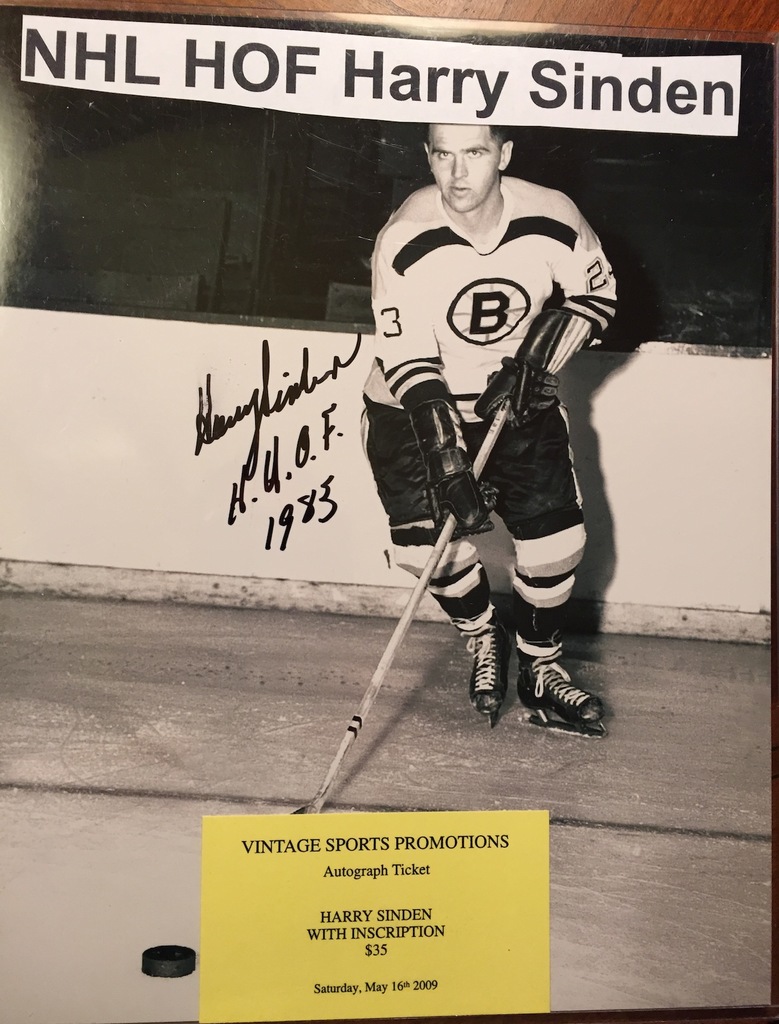 NHL HOF Harry Sinden
23
B
3
Harry Sinden
H.H.O.F.
1983
VINTAGE SPORTS PROMOTIONS
Autograph Ticket
HARRY SINDEN
WITH INSCRIPTION
$35
Saturday, May 16th 2009